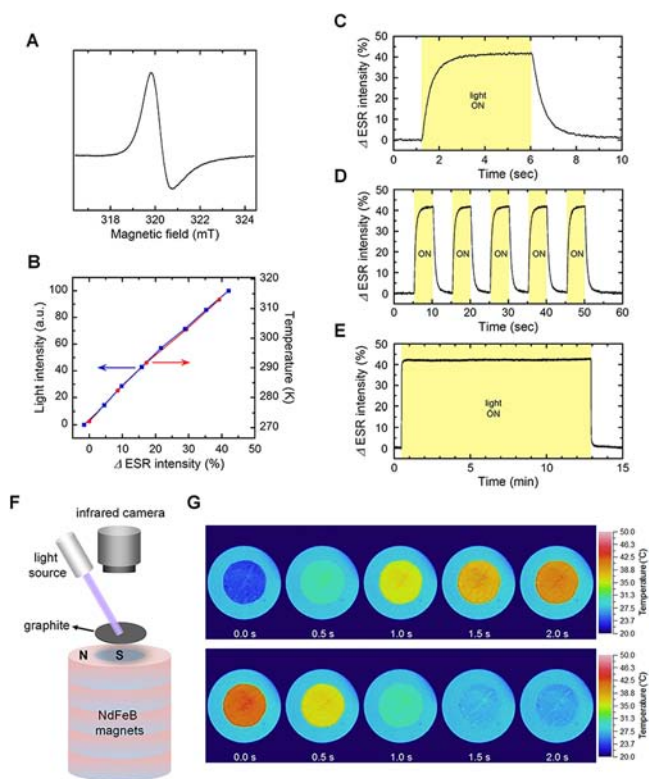 A
318 320 322 324
Magnetic field (mT)
B
Light intensity (a.u.)
100
80
60
40
20
0
320
310
300
290
280
270
Temperature (K)
0 10 20 30 40 50
Δ ESR intensity (%)
C
Δ ESR intensity (%)
50
40
30
20
10
0
light
ON
0 2 4 6 8 10
Time (sec)
D
Δ ESR intensity (%)
50
40
30
20
10
0
ON ON ON ON ON
0 10 20 30 40 50 60
Time (sec)
E
Δ ESR intensity (%)
50
40
30
20
10
0
light
ON
0 5 10 15
Time (min)
F
infrared camera
light
source
graphite
N S
NdFeB
magnets
G
0.0 s 0.5 s 1.0 s 1.5 s 2.0 s
50.0
46.3
42.5
38.8
35.0
31.3
27.5
23.7
20.0
Temperature (°C)
0.0 s 0.5 s 1.0 s 1.5 s 2.0 s
50.0
46.3
42.5
38.8
35.0
31.3
27.5
23.7
20.0
Temperature (°C)